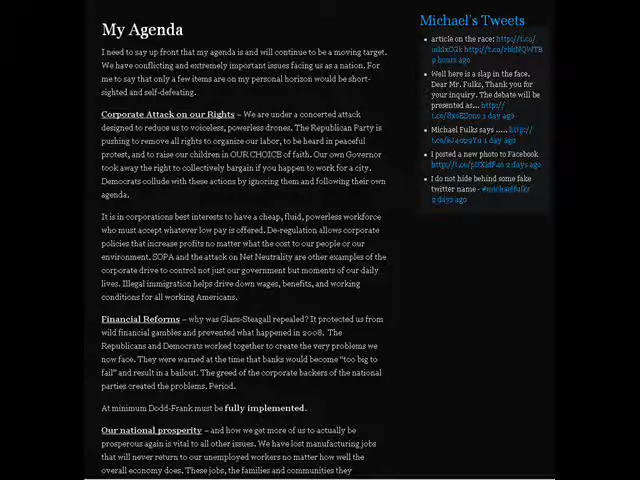 My Agenda
I need to say up front that my agenda is and will continue to be a moving target.
We have conflicting and extremely important issues facing us as a nation. For
me to say that only a few items are on my personal horizon would be short-
sighted and self-defeating.
Corporate Attack on our Rights – We are under a concerted attack
designed to reduce us to voiceless, powerless drones. The Republican Party is
pushing to remove all rights to organize our labor, to be heard in peaceful
protest, and to raise our children in OUR CHOICE of faith. Our own Governor
took away the right to collectively bargain if you happen to work for a city.
Democrats collude with these actions by ignoring them and following their own
agenda.
It is in corporations best interests to have a cheap, fluid, powerless workforce
who must accept whatever low pay is offered. De-regulation allows corporate
policies that increase profits no matter what the cost to our people or our
environment. SOPA and the attack on Net Neutrality are other examples of the
corporate drive to control not just our government but moments of our daily
lives. Illegal immigration helps drive down wages, benefits, and working
conditions for all working Americans.
Financial Reforms – why was Glass-Steagall repealed? It protected us from
wild financial gambles and prevented what happened in 2008. The
Republicans and Democrats worked together to create the very problems we
now face. They were warned at the time that banks would become “too big to
fail” and result in a bailout. The greed of the corporate backers of the national
parties created the problems. Period.
At minimum Dodd-Frank must be fully implemented.
Our national prosperity – and how we get more of us to actually be
prosperous again is vital to all other issues. We have lost manufacturing jobs
that will never return to our unemployed workers no matter how well the
overall economy does. These jobs, the families and communities they
Michael's Tweets
article on the race: http://t.co/
http://t.co/
9 hours ago
Well here is a slap in the face.
Dear Mr. Fulks, Thank you for
your inquiry. The debate will be
presented as... http://
1 day ago
Michael Fulks says ..... http://
1 day ago
I posted a new photo to Facebook
2 days ago
I do not hide behind some fake
twitter name - #michaelfulks
2 days ago